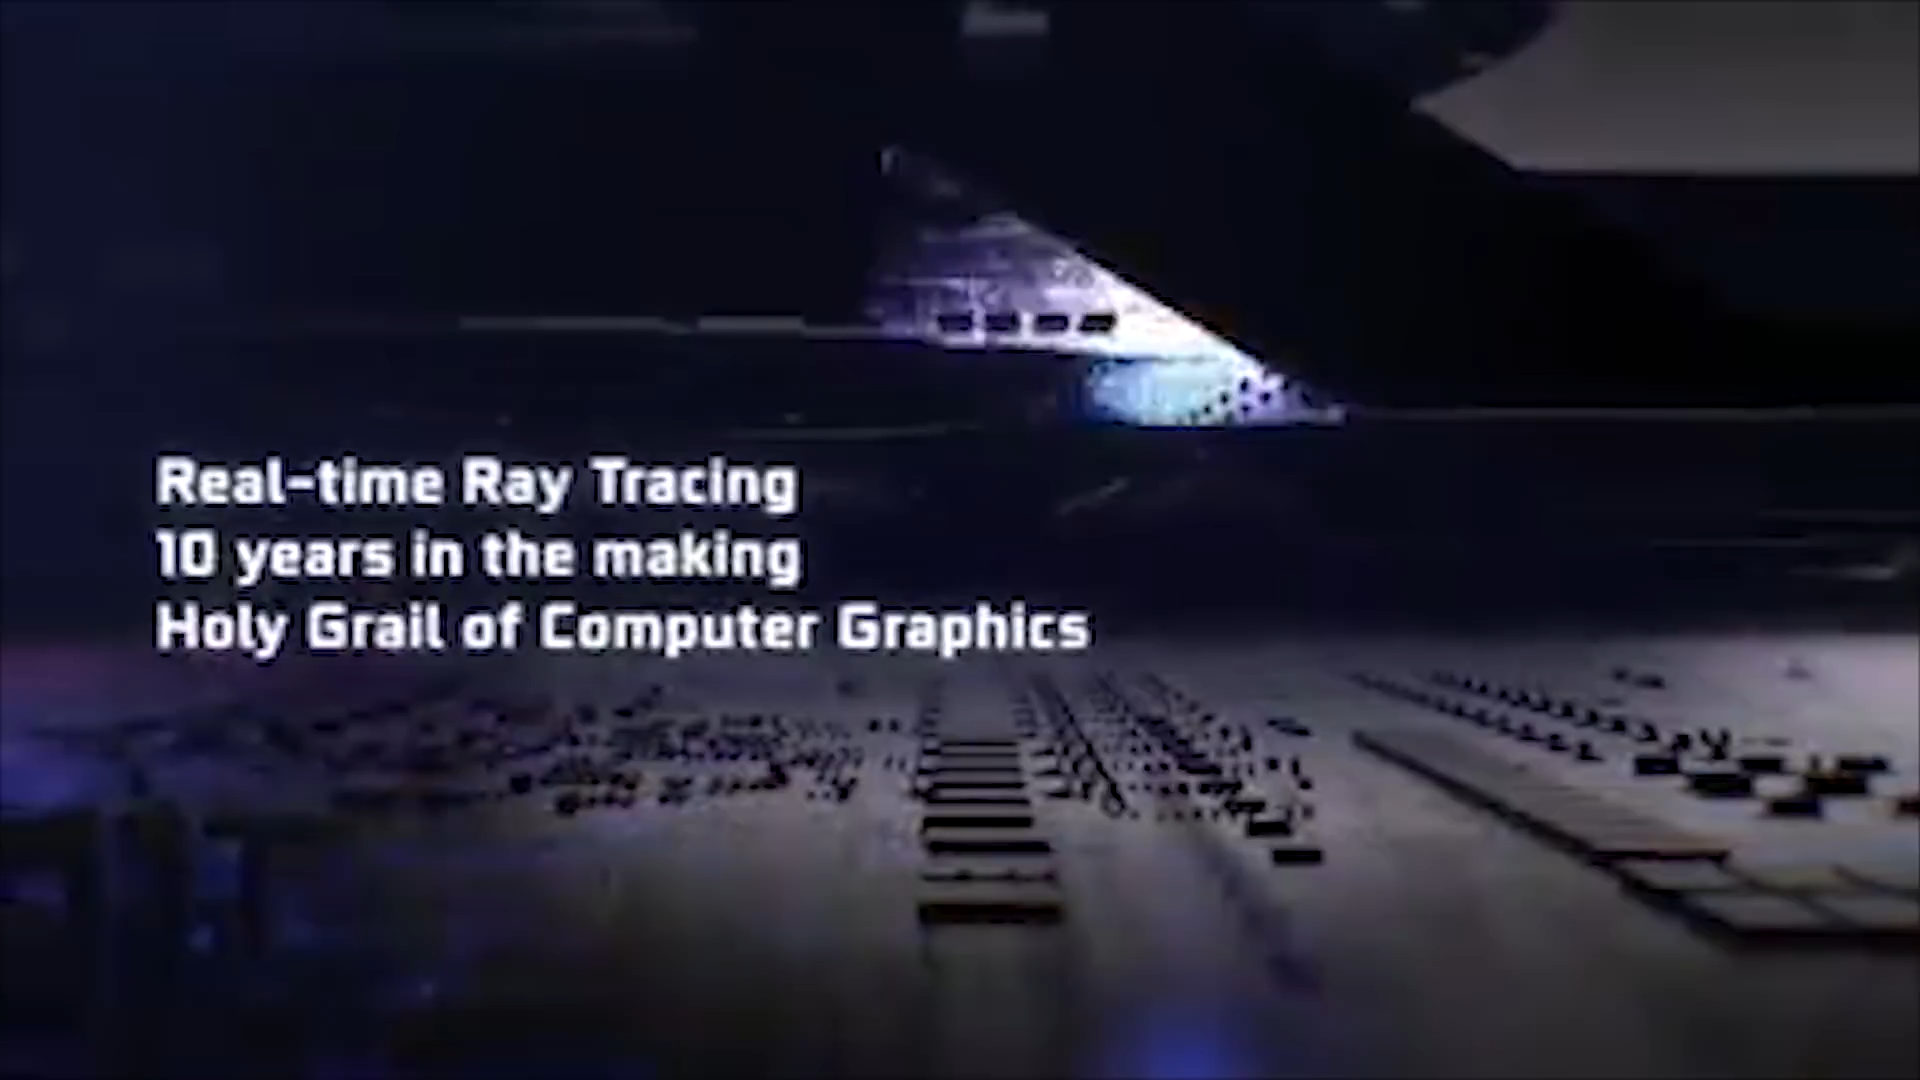 Real-time Ray Tracing
10 years in the making
Holy Grail of Computer Graphics